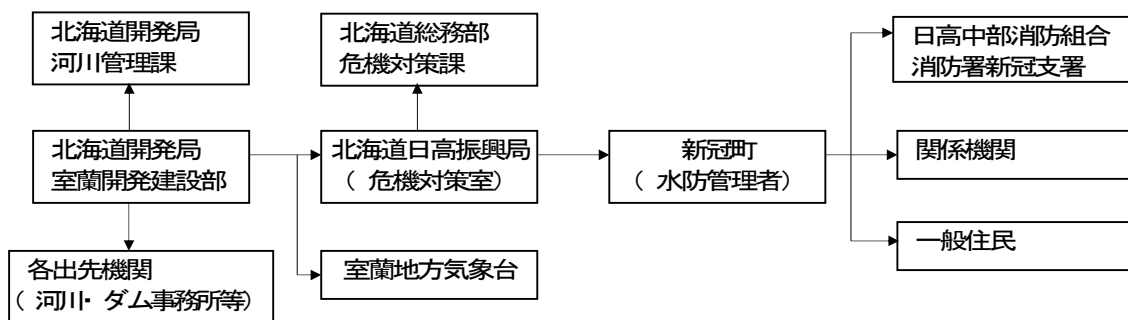 北海道開発局
河川管理課
北海道総務部
危機対策課
日高中部消防組合
消防署新冠支署
北海道開発局
室蘭開発建設部
北海道日高振興局
( 危機対策室)
新冠町
( 水防管理者)
関係機関
一般住民
各出先機関
( 河川・ダム事務所等)
室蘭地方気象台